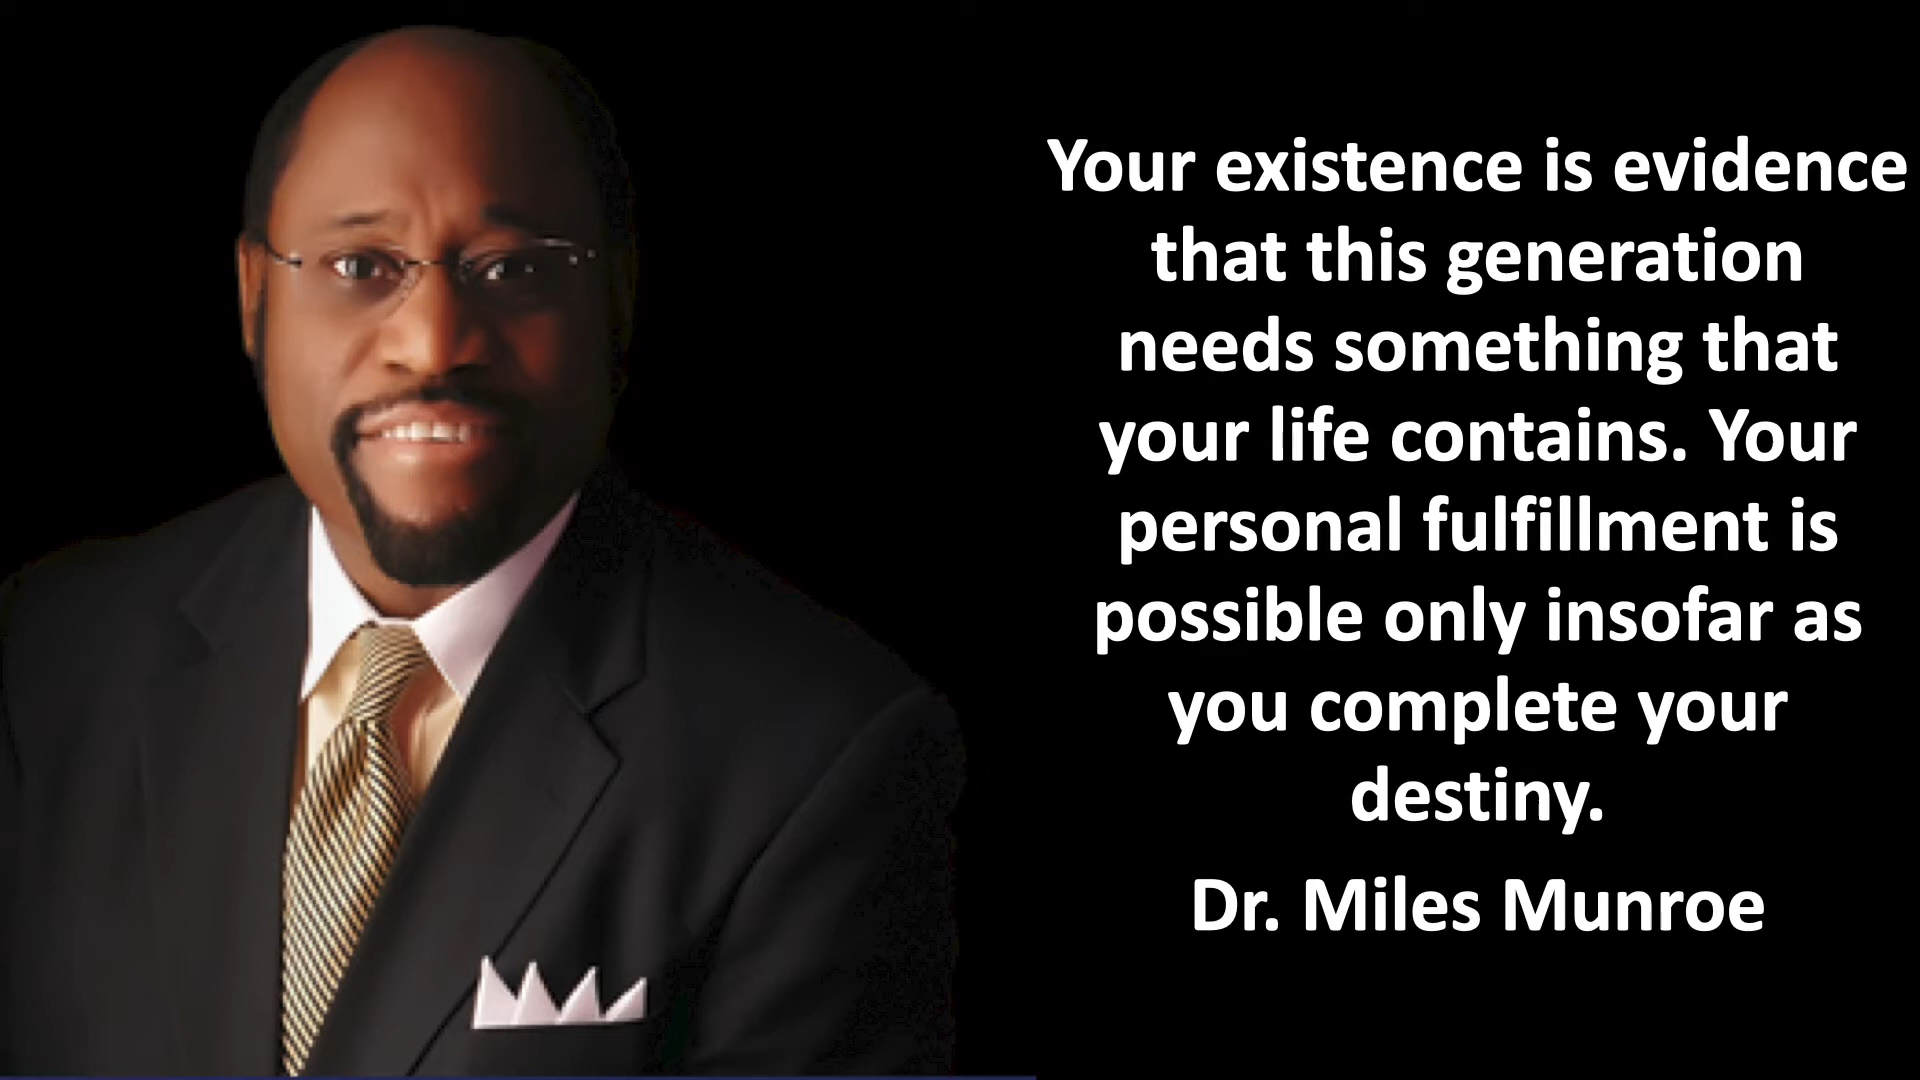 Your existence is evidence
that this generation
needs something that
your life contains. Your
personal fulfillment is
possible only insofar as
you complete your
destiny.
Dr. Miles Munroe